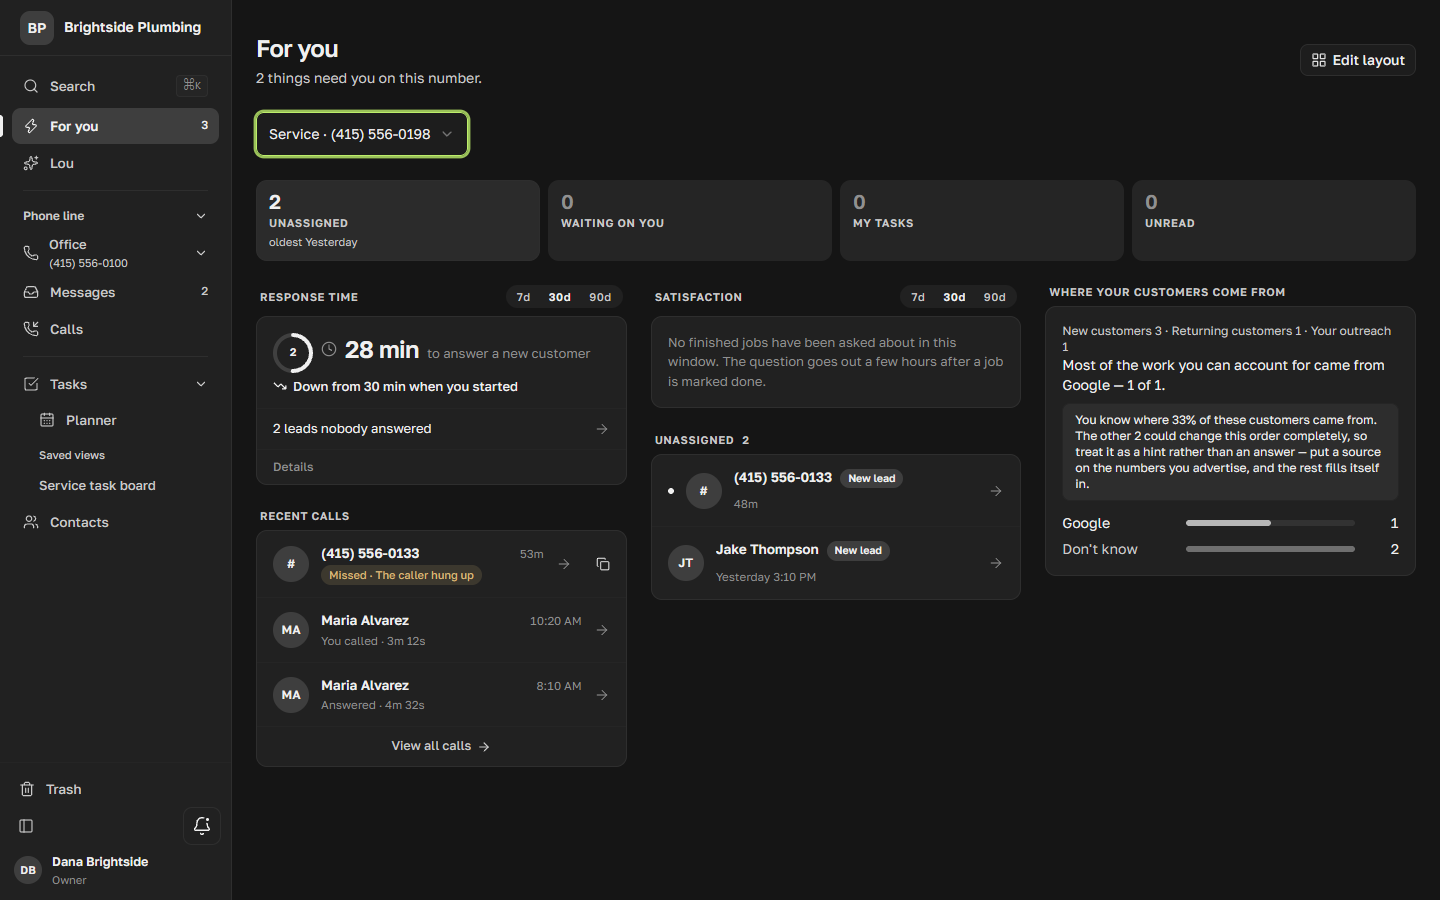 BP
Brightside Plumbing
Search
⌘K
For you
3
Lou
Phone line
Office
(415) 556-0100
Messages
2
Calls
Tasks
Planner
Saved views
Service task board
Contacts
Trash
DB
Dana Brightside
Owner
For you
2 things need you on this number.
Edit layout
Service · (415) 556-0198
2
UNASSIGNED
oldest Yesterday
0
WAITING ON YOU
0
MY TASKS
0
UNREAD
RESPONSE TIME
7d 30d 90d
2
28 min to answer a new customer
Down from 30 min when you started
2 leads nobody answered
Details
RECENT CALLS
#
(415) 556-0133
53m
Missed · The caller hung up
MA
Maria Alvarez
10:20 AM
You called · 3m 12s
MA
Maria Alvarez
8:10 AM
Answered · 4m 32s
View all calls
SATISFACTION
7d 30d 90d
No finished jobs have been asked about in this
window. The question goes out a few hours after a job
is marked done.
UNASSIGNED 2
#
(415) 556-0133
New lead
48m
JT
Jake Thompson
New lead
Yesterday 3:10 PM
WHERE YOUR CUSTOMERS COME FROM
New customers 3 · Returning customers 1 · Your outreach
1
Most of the work you can account for came from
Google — 1 of 1.
You know where 33% of these customers came from.
The other 2 could change this order completely, so
treat it as a hint rather than an answer — put a source
on the numbers you advertise, and the rest fills itself
in.
Google
1
Don't know
2